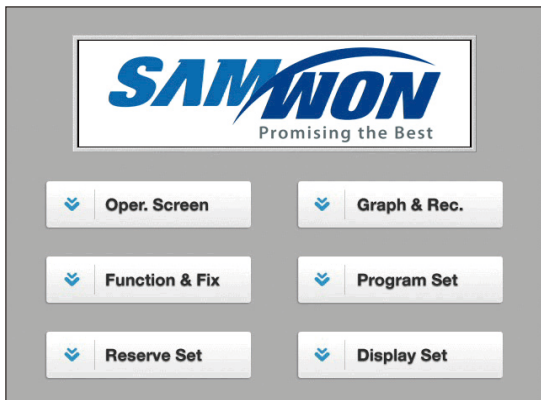 SAMWON
Promising the Best
Oper. Screen
Graph & Rec.
Function & Fix
Program Set
Reserve Set
Display Set